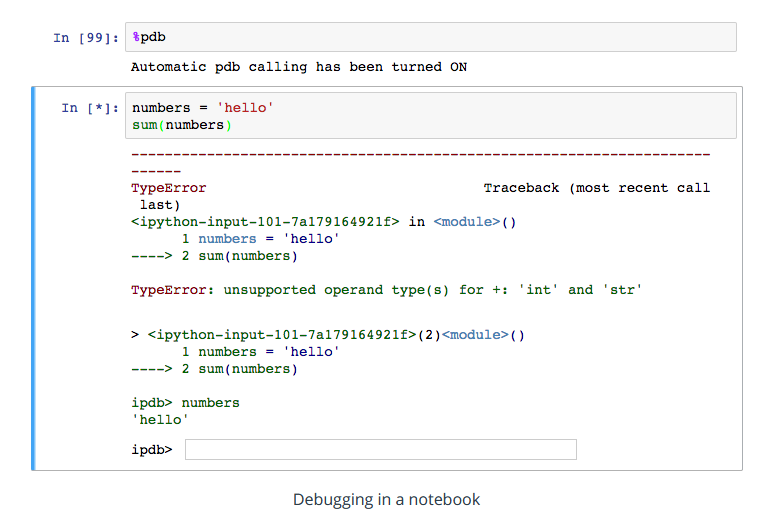 In [99]: %pdb
Automatic pdb calling has been turned ON
In [*]: numbers = 'hello'
sum(numbers)
---------------------------------------------------------------------
------
TypeError                                 Traceback (most recent call
 last)
<ipython-input-101-7a179164921f> in <module>()
      1 numbers = 'hello'
----> 2 sum(numbers)
TypeError: unsupported operand type(s) for +: 'int' and 'str'
> <ipython-input-101-7a179164921f>(2)<module>()
      1 numbers = 'hello'
----> 2 sum(numbers)
ipdb> numbers
'hello'
ipdb>
Debugging in a notebook